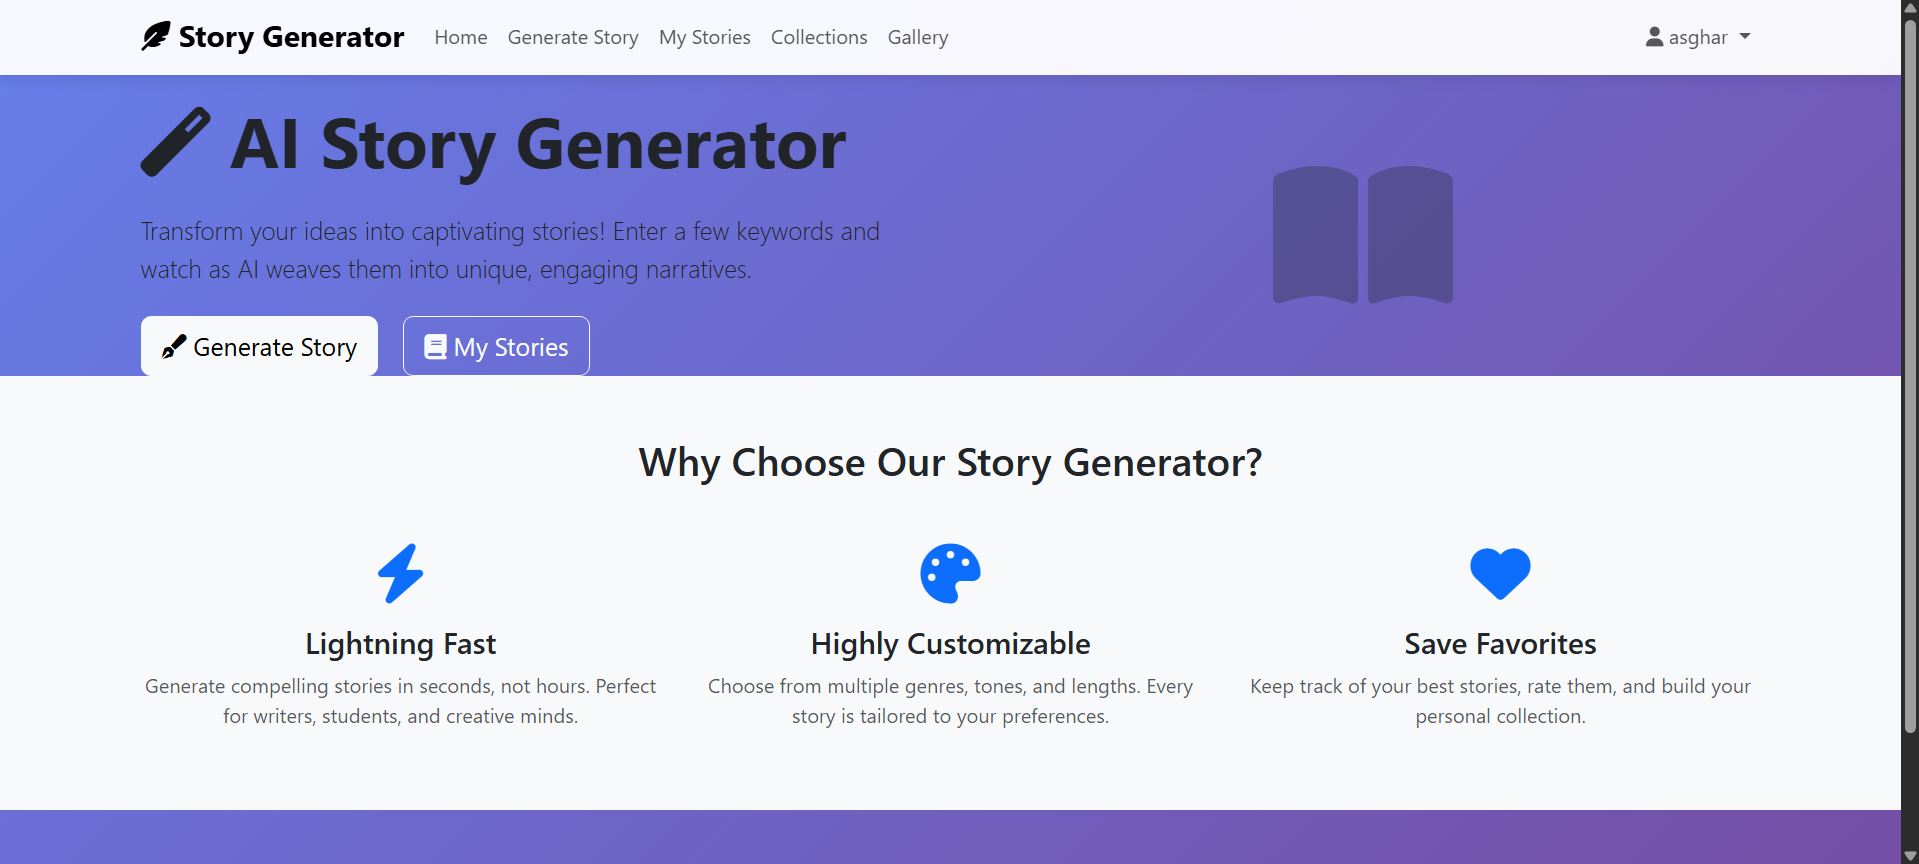 Story Generator
Home
Generate Story
My Stories
Collections
Gallery
asghar
AI Story Generator
Transform your ideas into captivating stories! Enter a few keywords and
watch as AI weaves them into unique, engaging narratives.
Generate Story
My Stories
Why Choose Our Story Generator?
Lightning Fast
Generate compelling stories in seconds, not hours. Perfect
for writers, students, and creative minds.
Highly Customizable
Choose from multiple genres, tones, and lengths. Every
story is tailored to your preferences.
Save Favorites
Keep track of your best stories, rate them, and build your
personal collection.